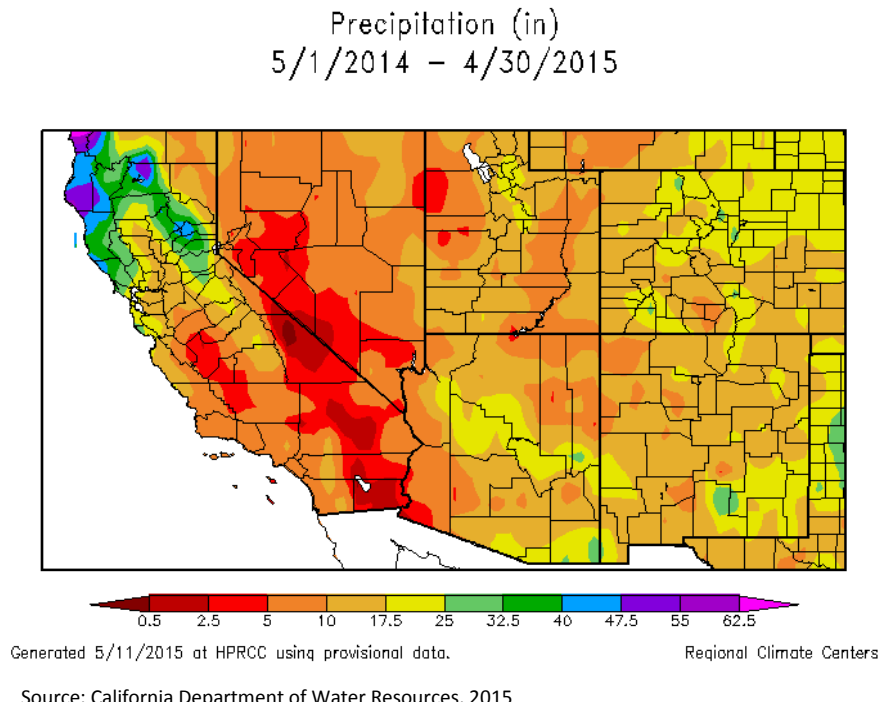 Precipitation (in)
5/1/2014 – 4/30/2015
0.5 2.5 5 10 17.5 25 32.5 40 47.5 55 62.5
Generated 5/11/2015 at HPRCC using provisional data. Regional Climate Centers
Source: California Department of Water Resources, 2015